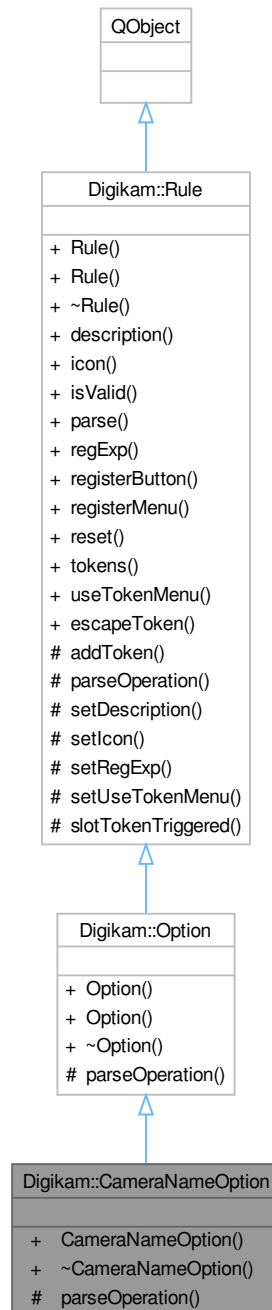 QObject
Digikam::Rule
+ Rule()
+ Rule()
+ ~Rule()
+ description()
+ icon()
+ isValid()
+ parse()
+ regExp()
+ registerButton()
+ registerMenu()
+ reset()
+ tokens()
+ useTokenMenu()
+ escapeToken()
# addToken()
# parseOperation()
# setDescription()
# setIcon()
# setRegExp()
# setUseTokenMenu()
# slotTokenTriggered()
Digikam::Option
+ Option()
+ Option()
+ ~Option()
# parseOperation()
Digikam::CameraNameOption
+ CameraNameOption()
+ ~CameraNameOption()
# parseOperation()